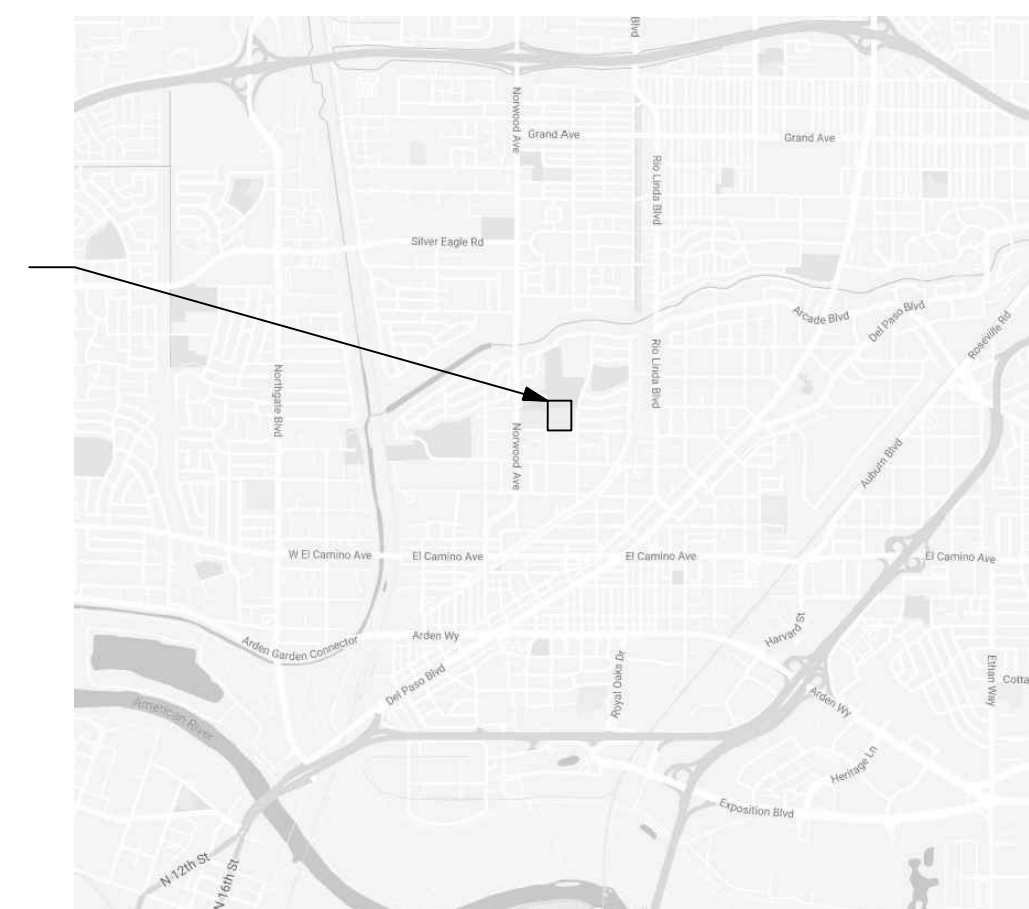 Blvd
Norwood Ave
Grand Ave
Grand Ave
Rio Linda Blvd
Silver Eagle Rd
Arcade Blvd
Del Paso Blvd
Roseville Rd
Northgate Blvd
Rio Linda Blvd
Norwood Ave
Auburn Blvd
W El Camino Ave
El Camino Ave
El Camino Ave
El Camino Ave
Arden Garden Connector
Arden Wy
Harvard St
Del Paso Blvd
Royal Oaks Dr
Ethan Way
Cotta
American River
Arden Wy
Heritage Ln
Exposition Blvd
N 12th St
N 16th St